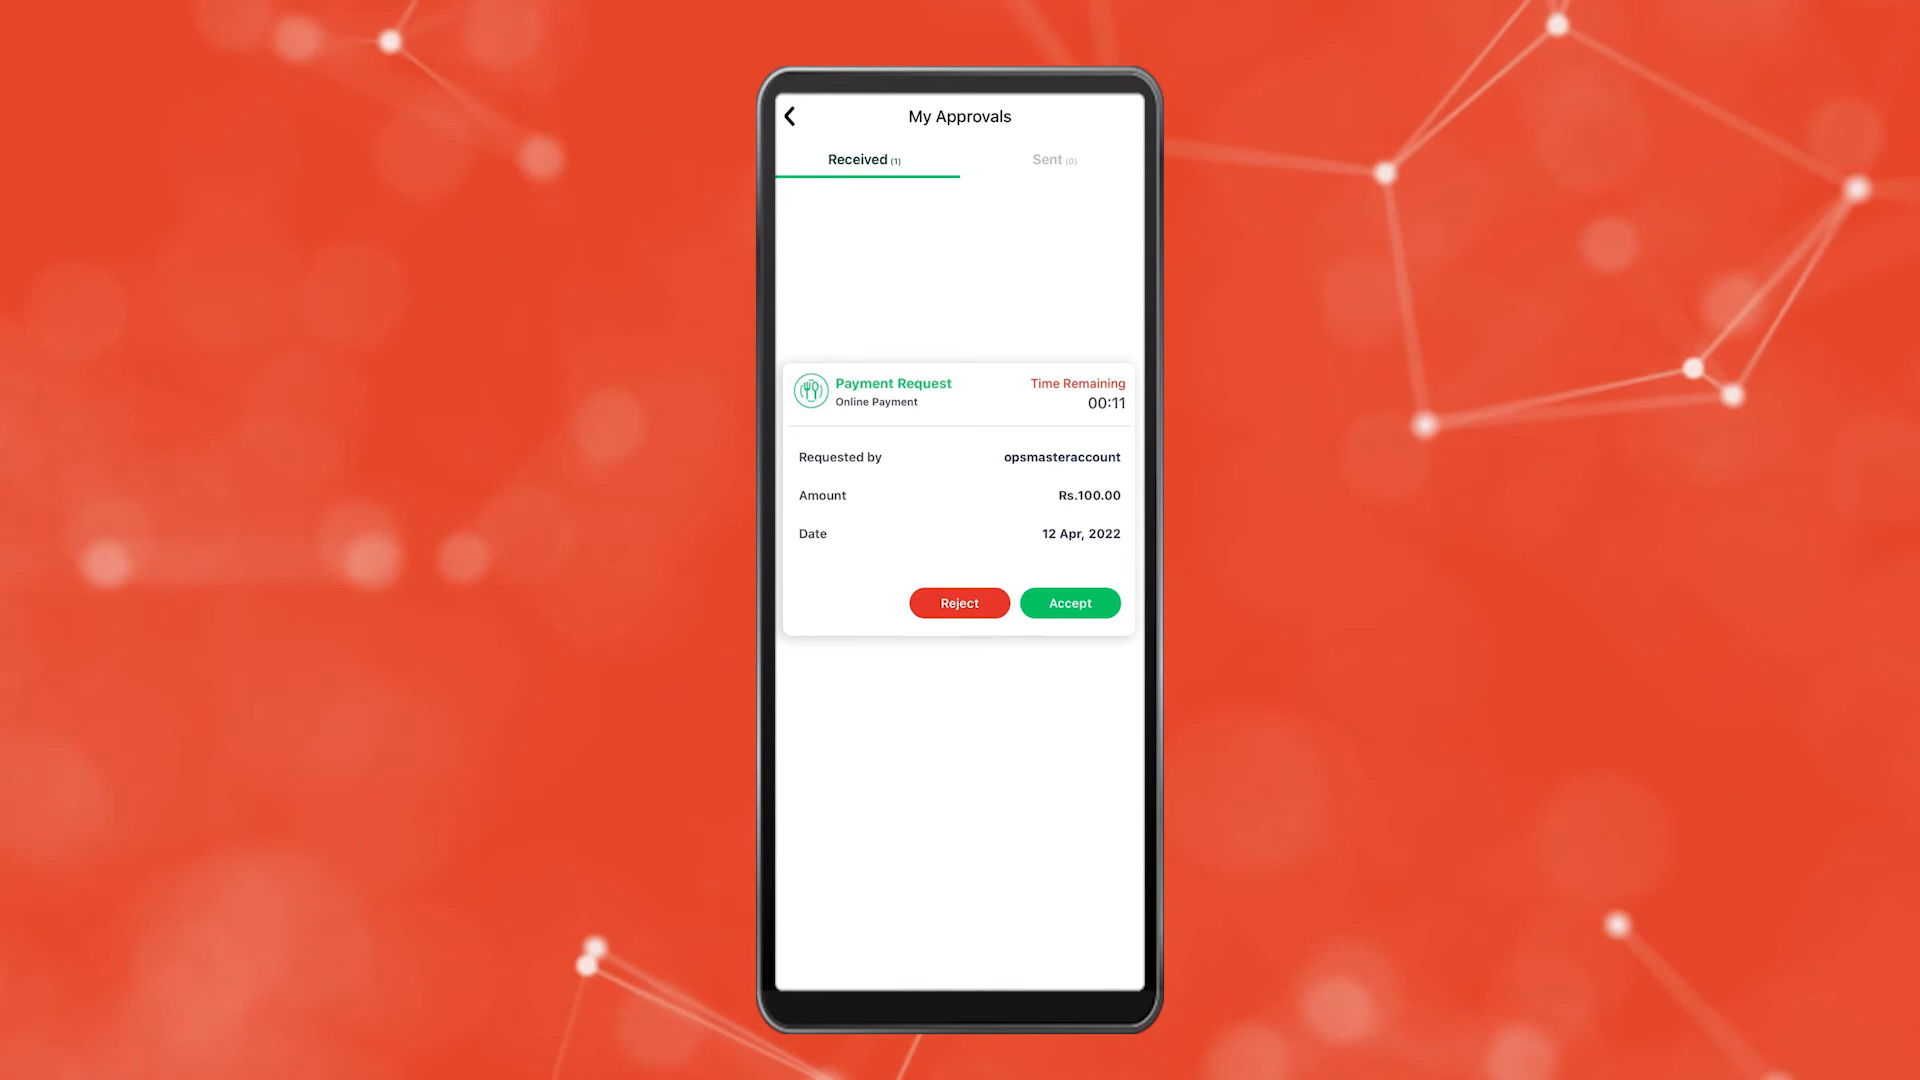 My Approvals
Received (1) Sent (0)
Payment Request Time Remaining
Online Payment 00:11
Requested by opsmasteraccount
Amount Rs.100.00
Date 12 Apr, 2022
Reject Accept